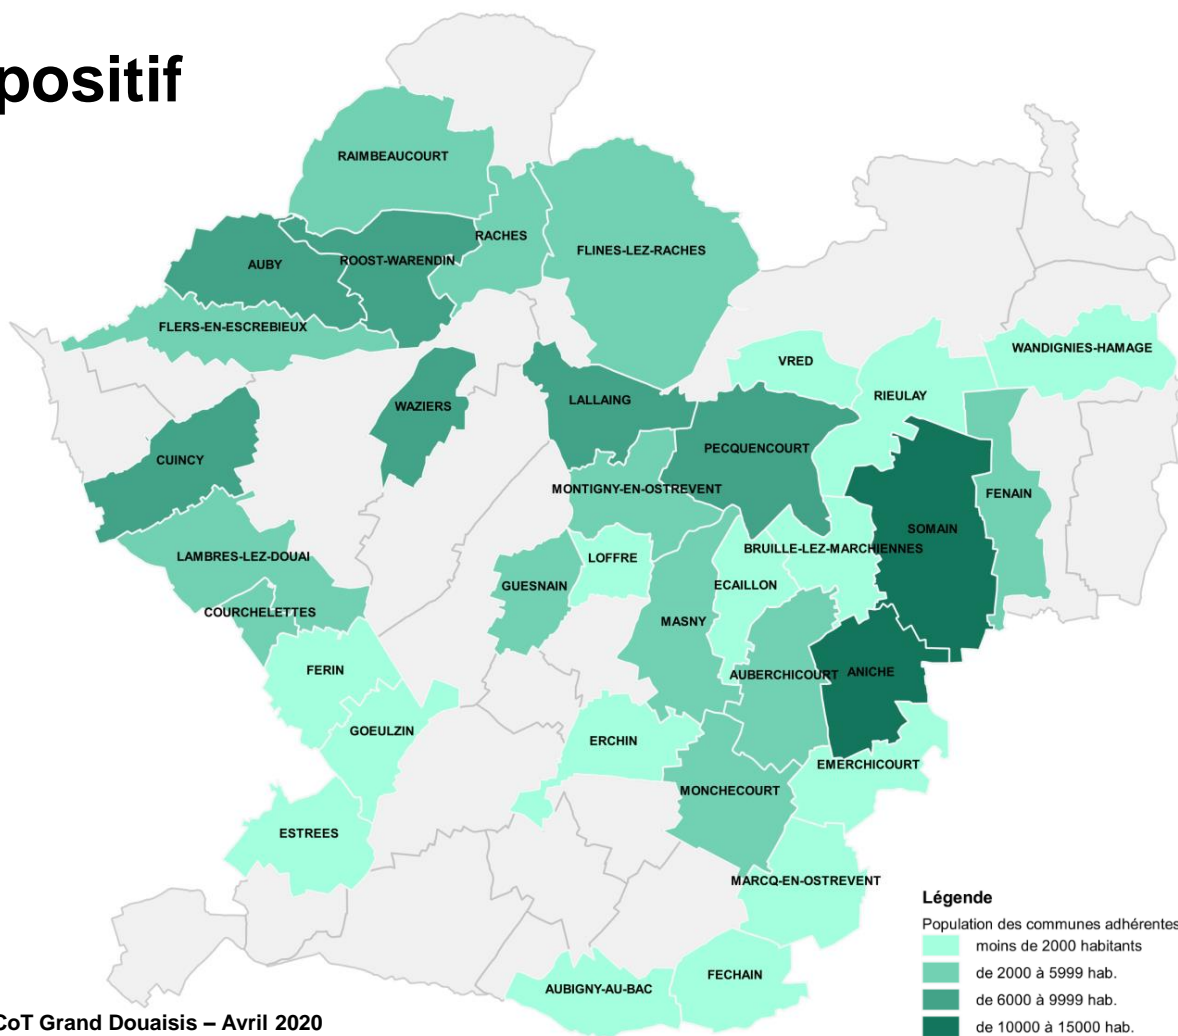 positif
RAIMBEAUCOURT
RACHES
FLINES-LEZ-RACHES
AUBY
ROOST-WARENDIN
FLERS-EN-ESCREBIEUX
WANDIGNIES-HAMAGE
VRED
RIEULAY
LALLAING
WAZIERS
PECQUENCOURT
CUINCY
MONTIGNY-EN-OSTREVENT
FENAIN
SOMAIN
BRUILLE-LEZ-MARCHIENNES
LAMBRES-LEZ-DOUAI
LOFFRE
GUESNAIN
ECAILLON
COURCHELETTES
MASNY
FERIN
AUBERCHICOURT
ANICHE
GOEULZIN
ERCHIN
EMERCHICOURT
MONCHECOURT
ESTREES
MARCQ-EN-OSTREVENT
FECHAIN
AUBIGNY-AU-BAC
Légende
Population des communes adhérentes
moins de 2000 habitants
de 2000 à 5999 hab.
de 6000 à 9999 hab.
de 10000 à 15000 hab.
CoT Grand Douaisis – Avril 2020